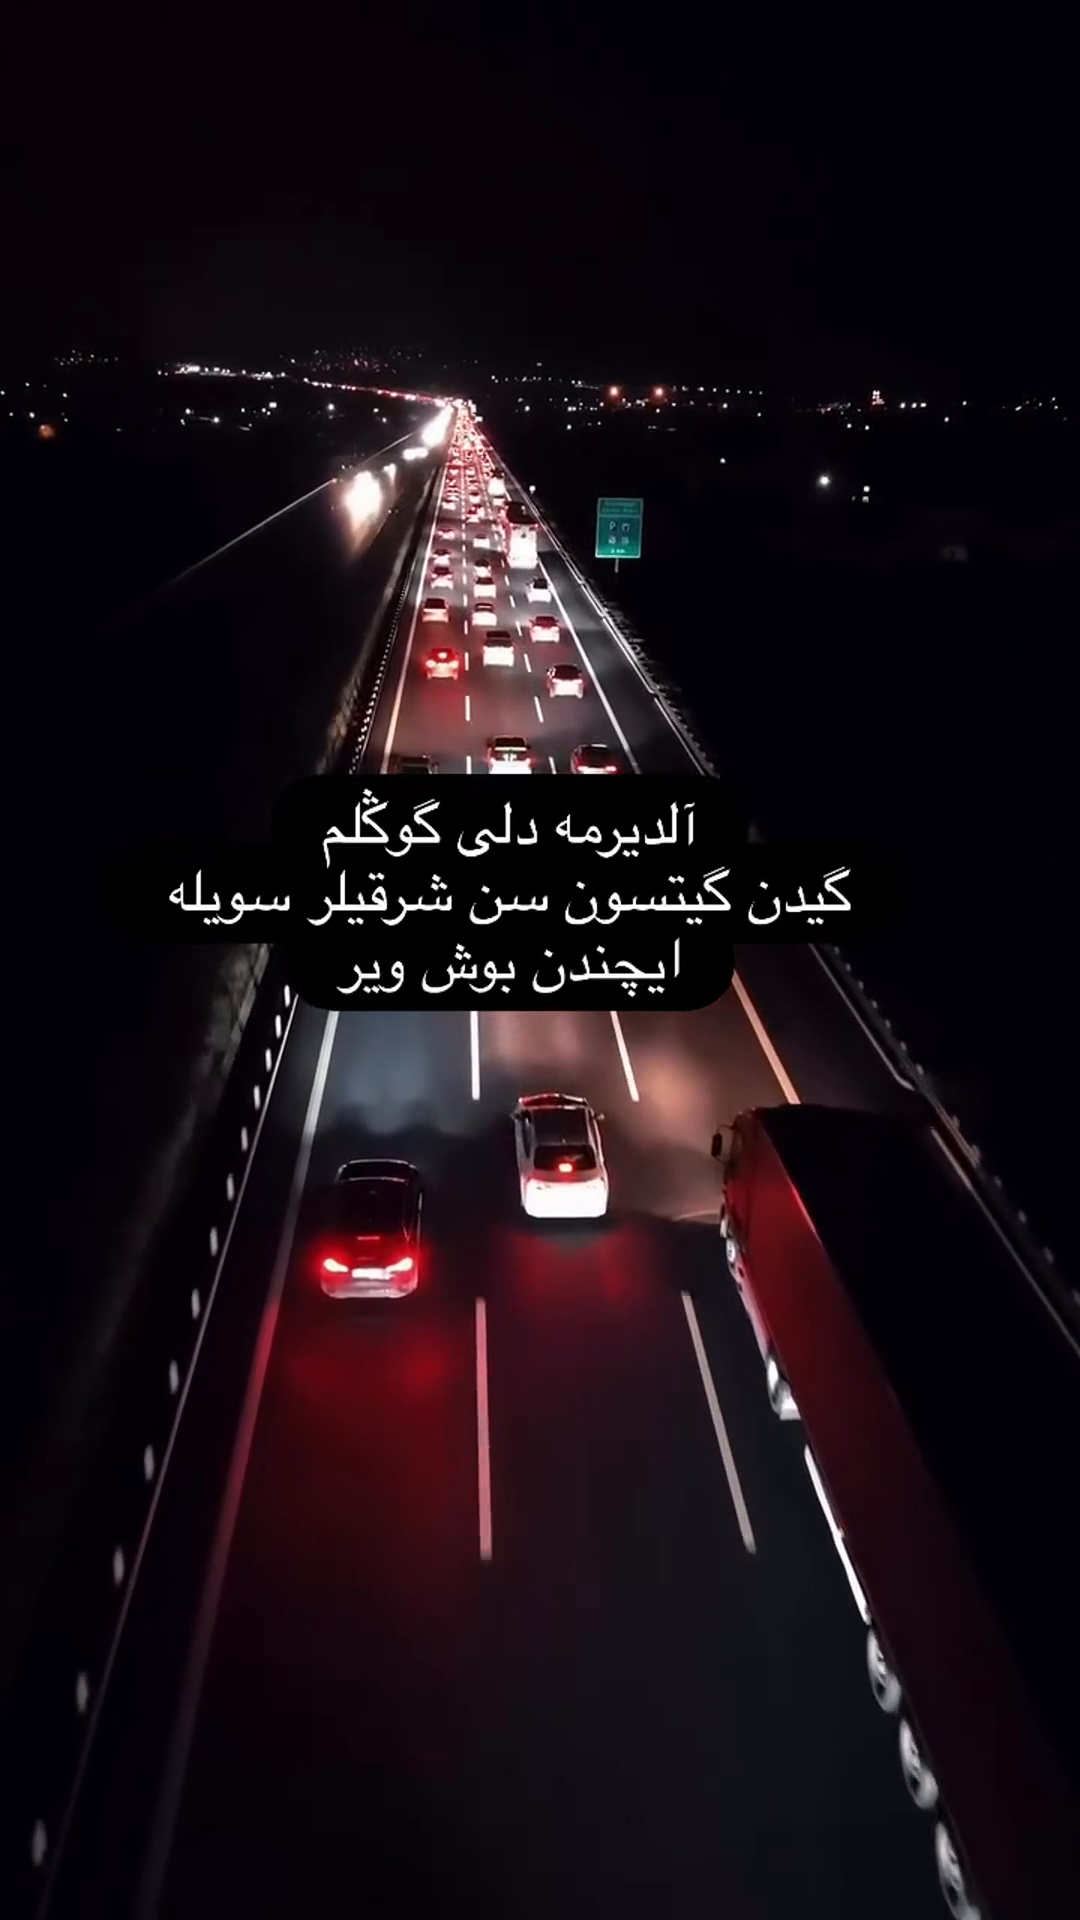 آلدیرمه دلی گوڭلم
گیدن گیتسون سن شرقیلر سویله
ایچندن بوش ویر